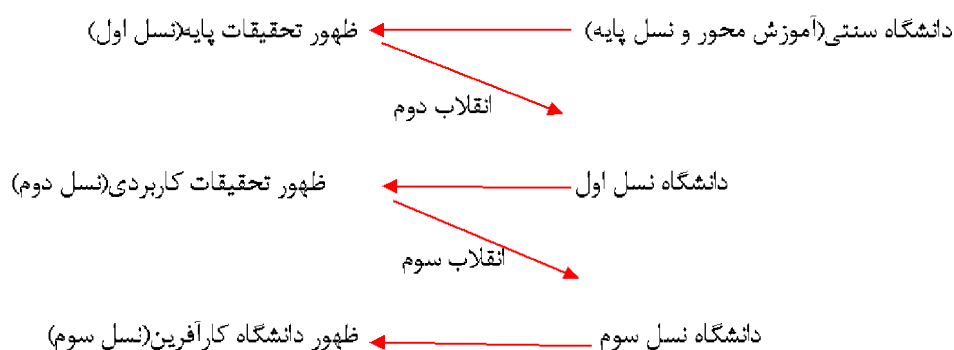 دانشگاه سنتی(آموزش محور و نسل پایه) ظهور تحقیقات پایه(نسل اول)
انقلاب دوم
دانشگاه نسل اول ظهور تحقیقات کاربردی(نسل دوم)
انقلاب سوم
دانشگاه نسل سوم ظهور دانشگاه کارآفرین(نسل سوم)